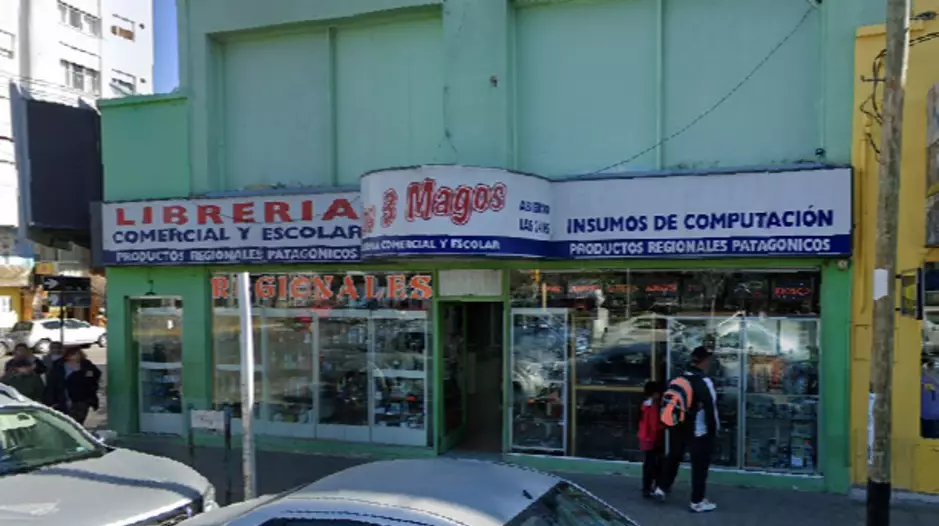 LIBRERIA
COMERCIAL Y ESCOLAR
PRODUCTOS REGIONALES PATAGONICOS
3 Magos
COMERCIAL Y ESCOLAR
INSUMOS DE COMPUTACIÓN
PRODUCTOS REGIONALES PATAGONICOS
REGIONALES